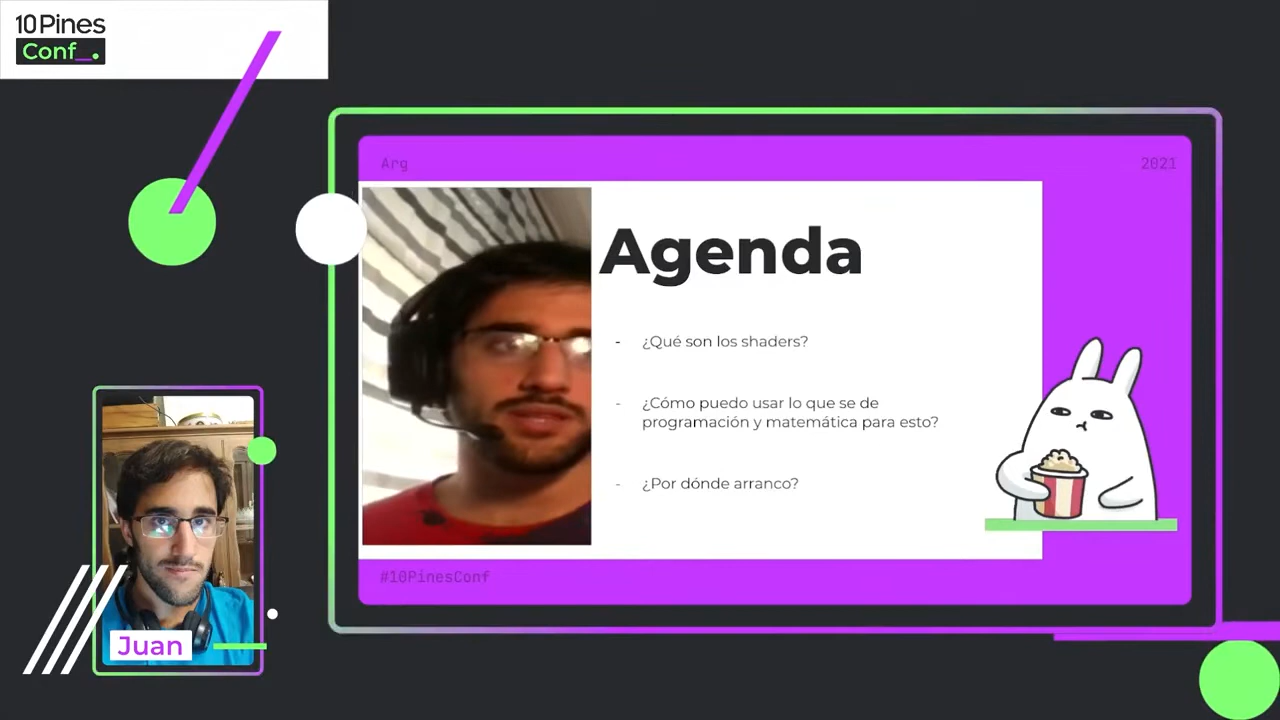 10Pines
Conf_.
Arg
2021
Agenda
- ¿Qué son los shaders?
- ¿Cómo puedo usar lo que se de
programación y matemática para esto?
- ¿Por dónde arranco?
#10PinesConf
Juan